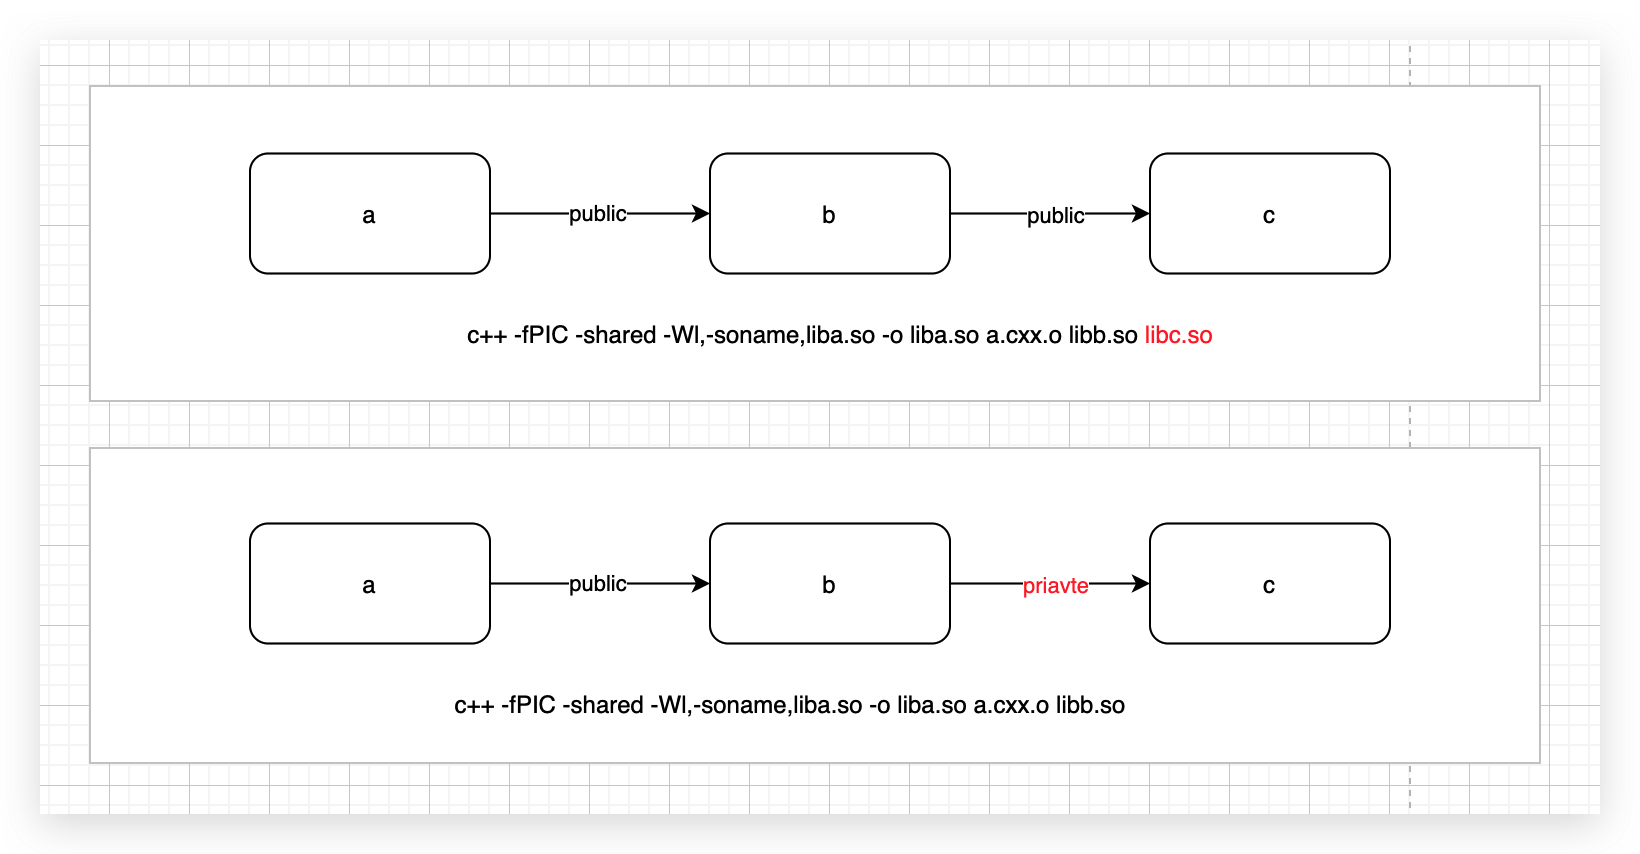 a public b public c
c++ -fPIC -shared -Wl,-soname,liba.so -o liba.so a.cxx.o libb.so libc.so
a public b priavte c
c++ -fPIC -shared -Wl,-soname,liba.so -o liba.so a.cxx.o libb.so